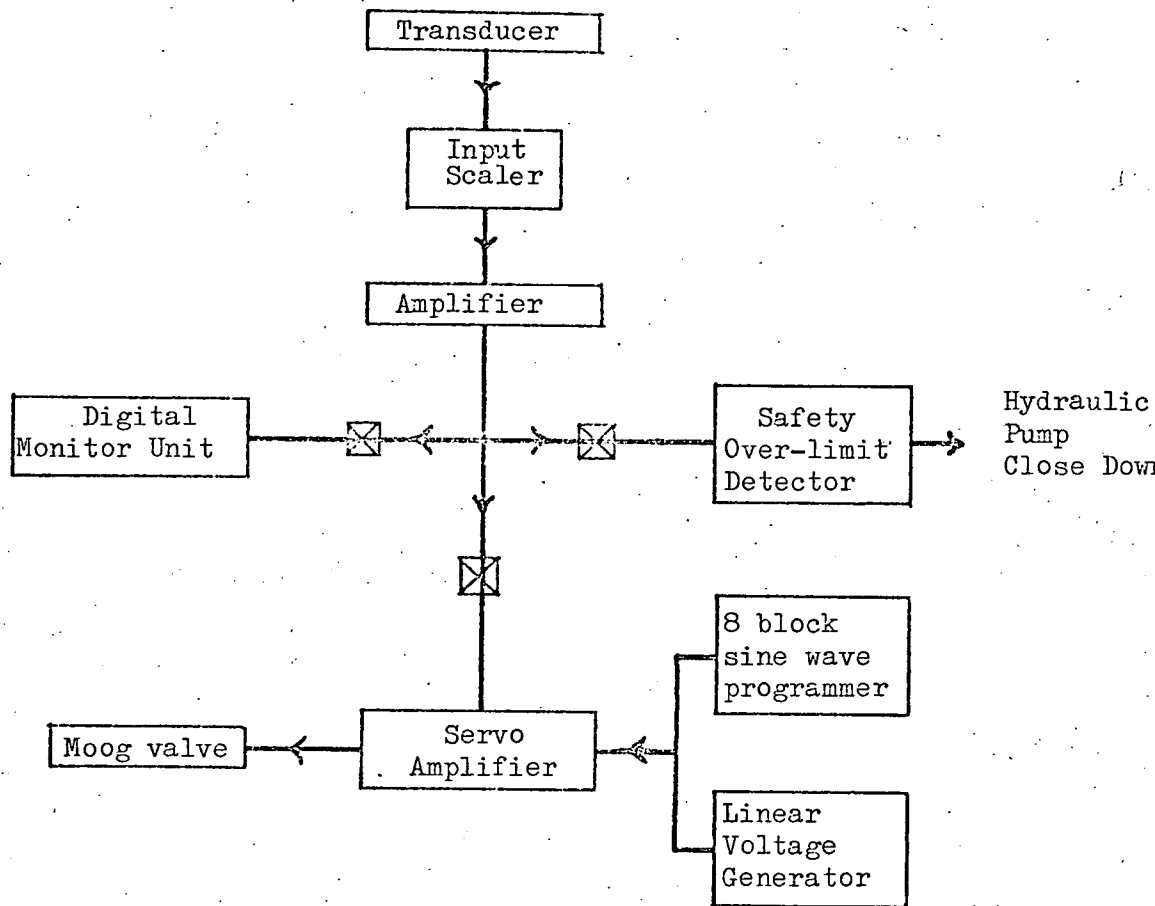 Transducer
Input
Scaler
Amplifier
Digital
Monitor Unit
Safety
Over-limit
Detector
Hydraulic
Pump
Close Down
8 block
sine wave
programmer
Moog valve
Servo
Amplifier
Linear
Voltage
Generator